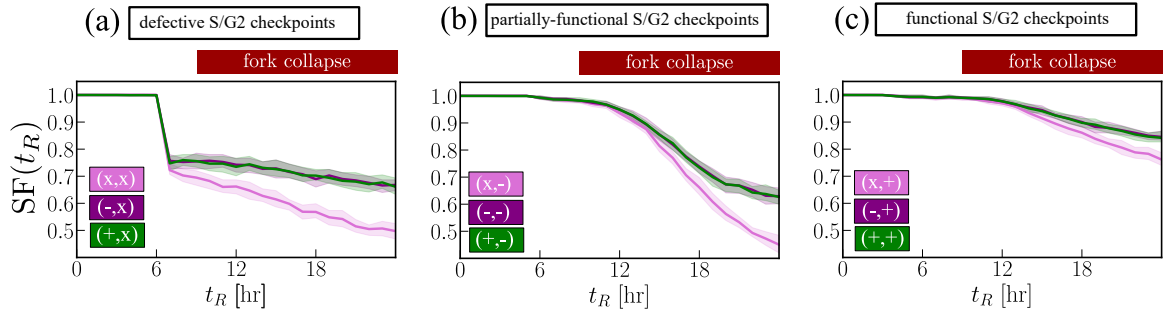 (a) defective S/G2 checkpoints
fork collapse
SF(t_R)
1.0
0.9
0.8
0.7
0.6
0.5
(x,x)
(-,x)
(+,x)
0 6 12 18
t_R [hr]
(b) partially-functional S/G2 checkpoints
fork collapse
1.0
0.9
0.8
0.7
0.6
0.5
(x,-)
(-,-)
(+,-)
0 6 12 18
t_R [hr]
(c) functional S/G2 checkpoints
fork collapse
1.0
0.9
0.8
0.7
0.6
0.5
(x,+)
(-,+)
(+,+)
0 6 12 18
t_R [hr]